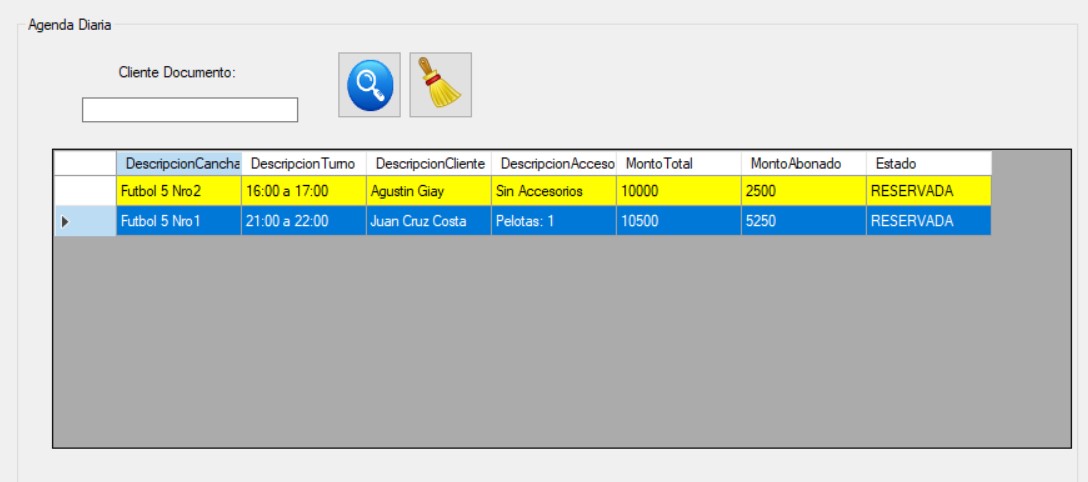 Agenda Diaria
Cliente Documento:
DescripcionCancha DescripcionTurno DescripcionCliente DescripcionAcceso MontoTotal MontoAbonado Estado
Futbol 5 Nro2 16:00 a 17:00 Agustin Giay Sin Accesorios 10000 2500 RESERVADA
Futbol 5 Nro1 21:00 a 22:00 Juan Cruz Costa Pelotas: 1 10500 5250 RESERVADA